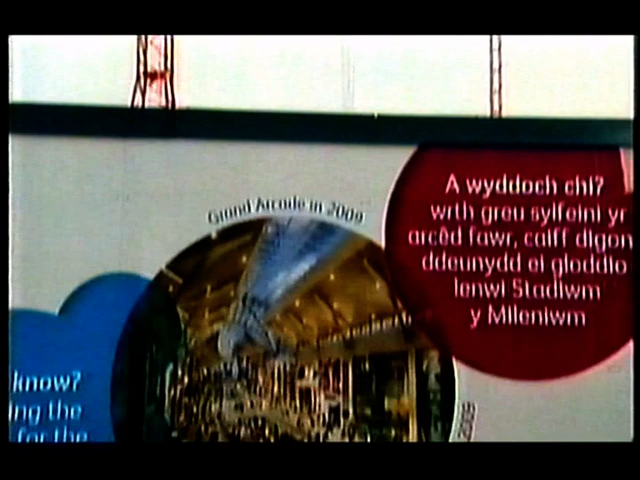 Grand Arcade in 2009
A wyddoch chi?
wrth greu sylfeini yr
arcêd fawr, caiff digon
ddeunydd ei gloddio
lenwi Stadiwm
y Mileniwm
know?
ing the
for the
2009